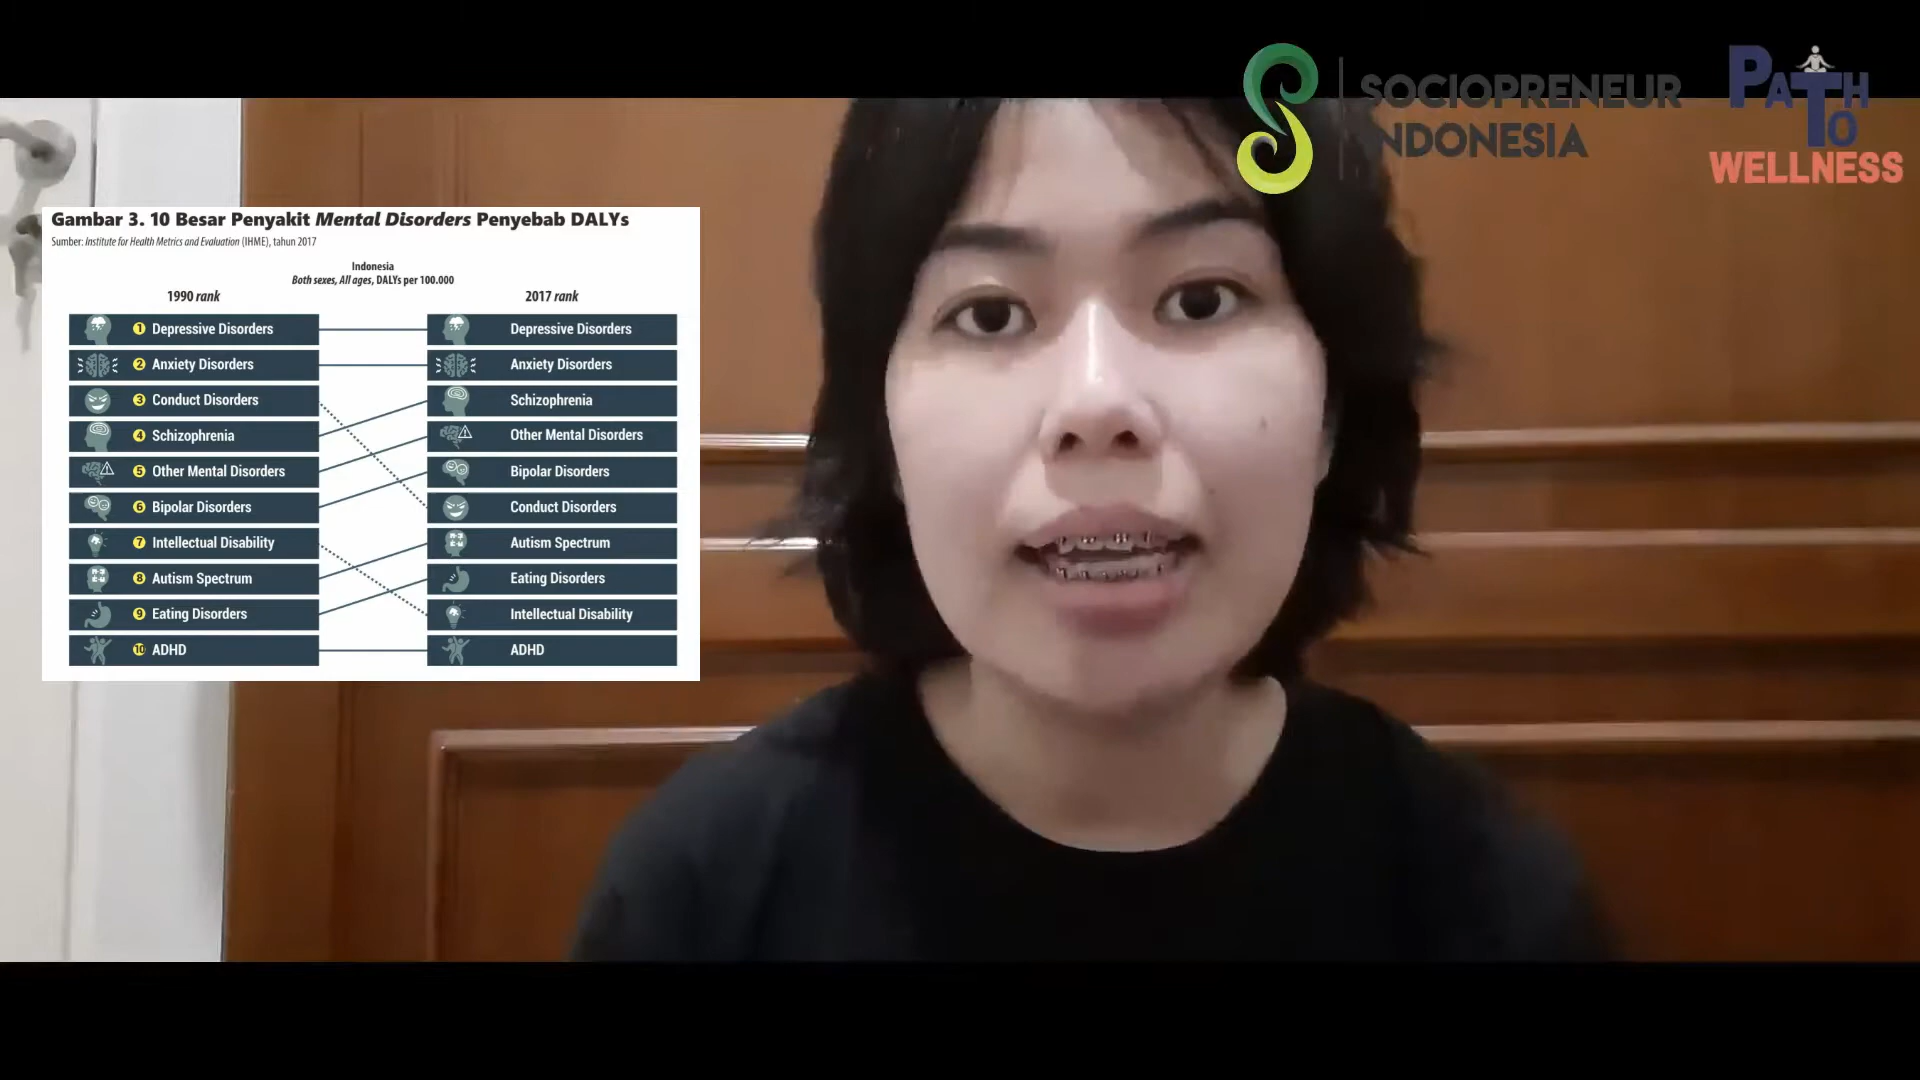 SOCIOPRENEUR
INDONESIA
PATH
TO
WELLNESS
Gambar 3. 10 Besar Penyakit Mental Disorders Penyebab DALYs
Sumber: Institute for Health Metrics and Evaluation (IHME), tahun 2017
Indonesia
Both sexes, All ages, DALYs per 100.000
1990 rank
2017 rank
1 Depressive Disorders
Depressive Disorders
2 Anxiety Disorders
Anxiety Disorders
3 Conduct Disorders
Schizophrenia
4 Schizophrenia
Other Mental Disorders
5 Other Mental Disorders
Bipolar Disorders
6 Bipolar Disorders
Conduct Disorders
7 Intellectual Disability
Autism Spectrum
8 Autism Spectrum
Eating Disorders
9 Eating Disorders
Intellectual Disability
10 ADHD
ADHD